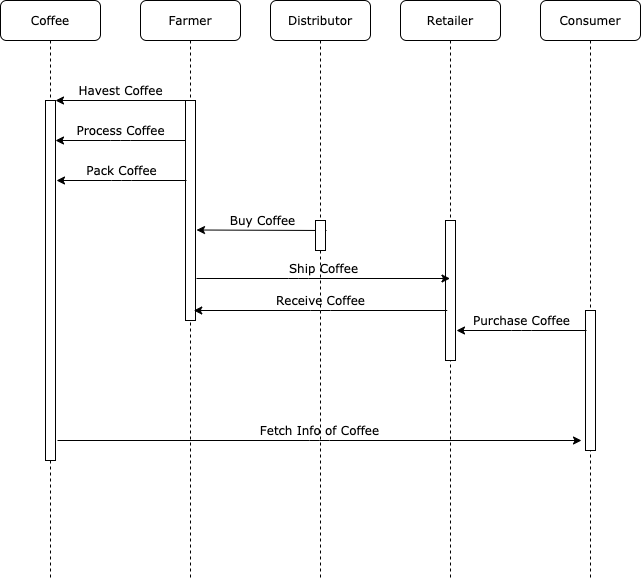 Coffee
Farmer
Distributor
Retailer
Consumer
Havest Coffee
Process Coffee
Pack Coffee
Buy Coffee
Ship Coffee
Receive Coffee
Purchase Coffee
Fetch Info of Coffee